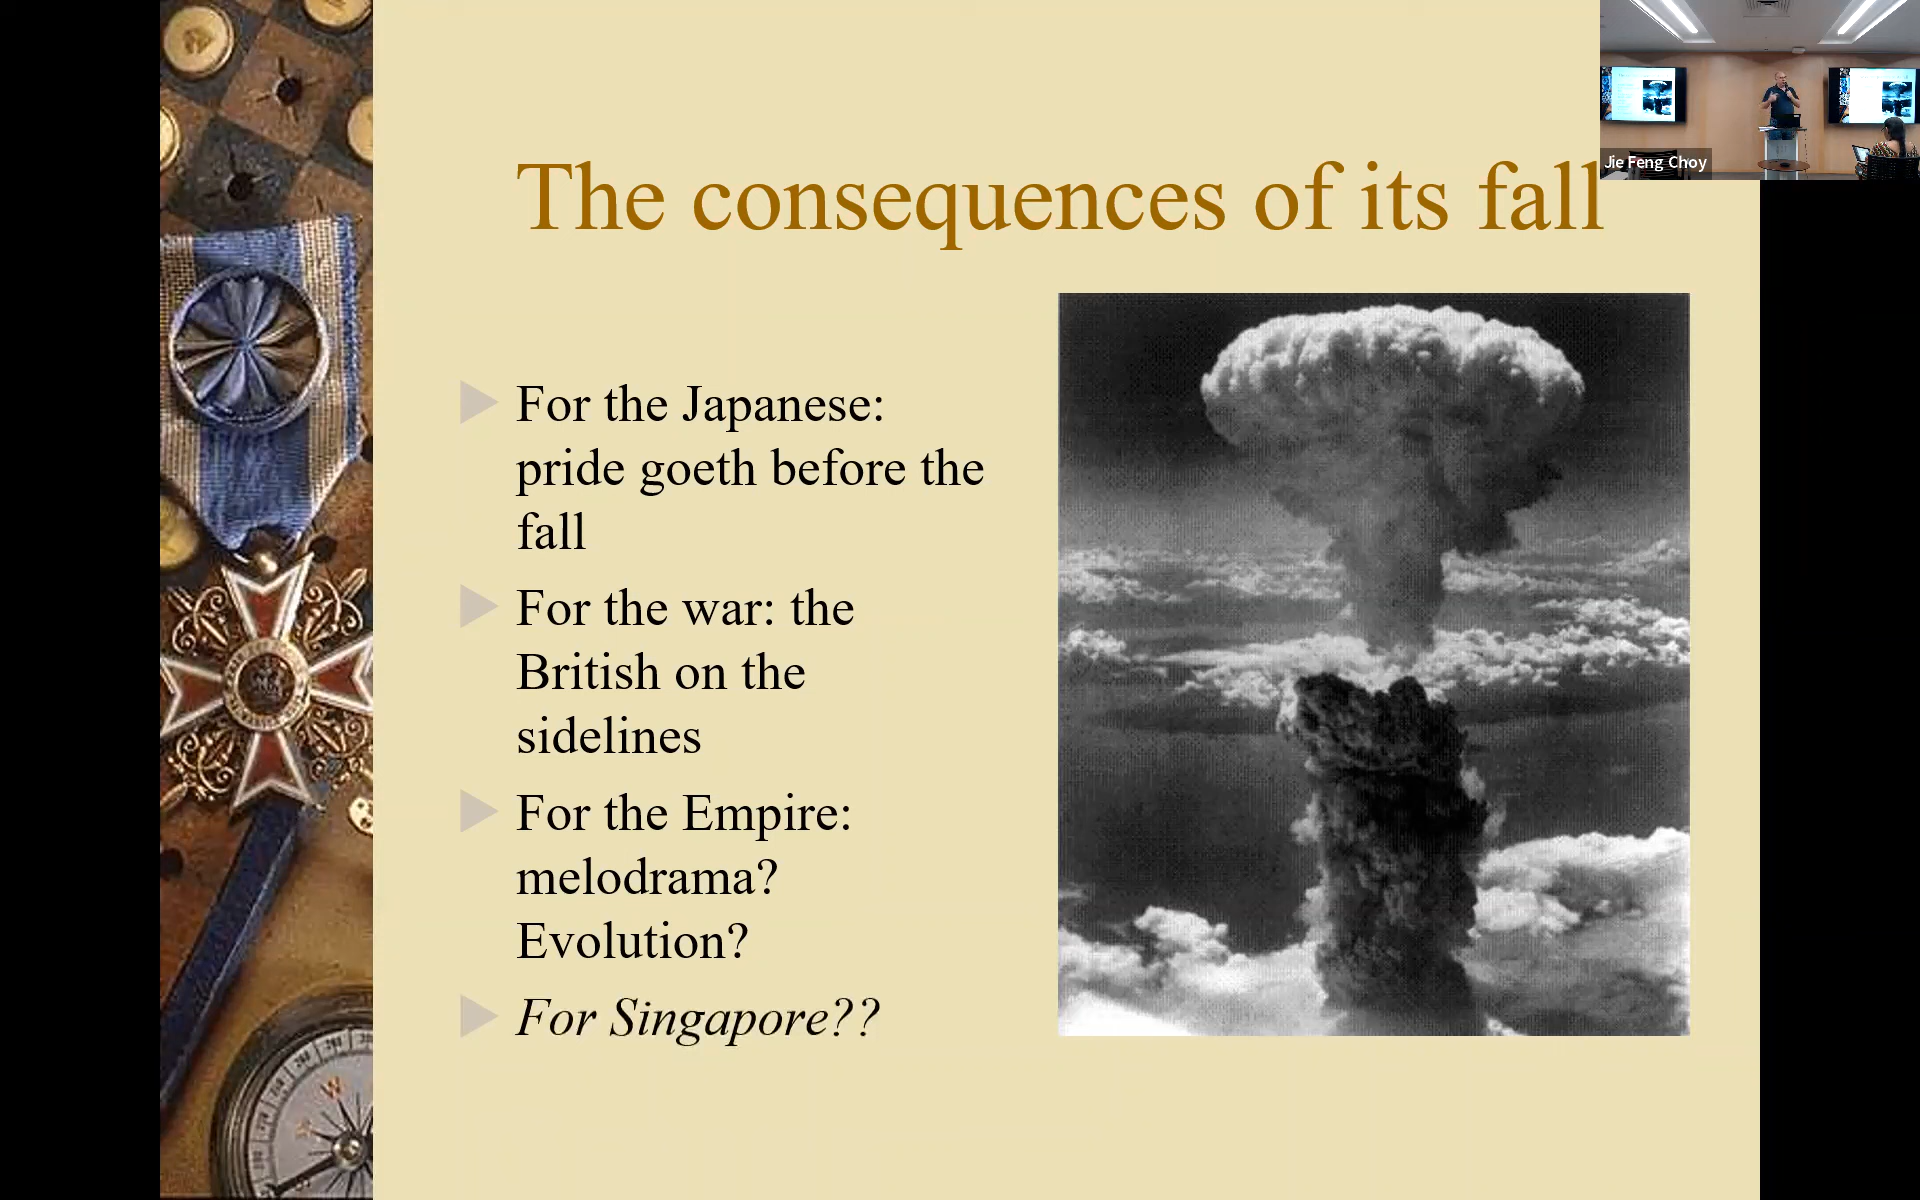 The consequences of its fall
Jie Feng Choy
For the Japanese:
pride goeth before the
fall
For the war: the
British on the
sidelines
For the Empire:
melodrama?
Evolution?
For Singapore??